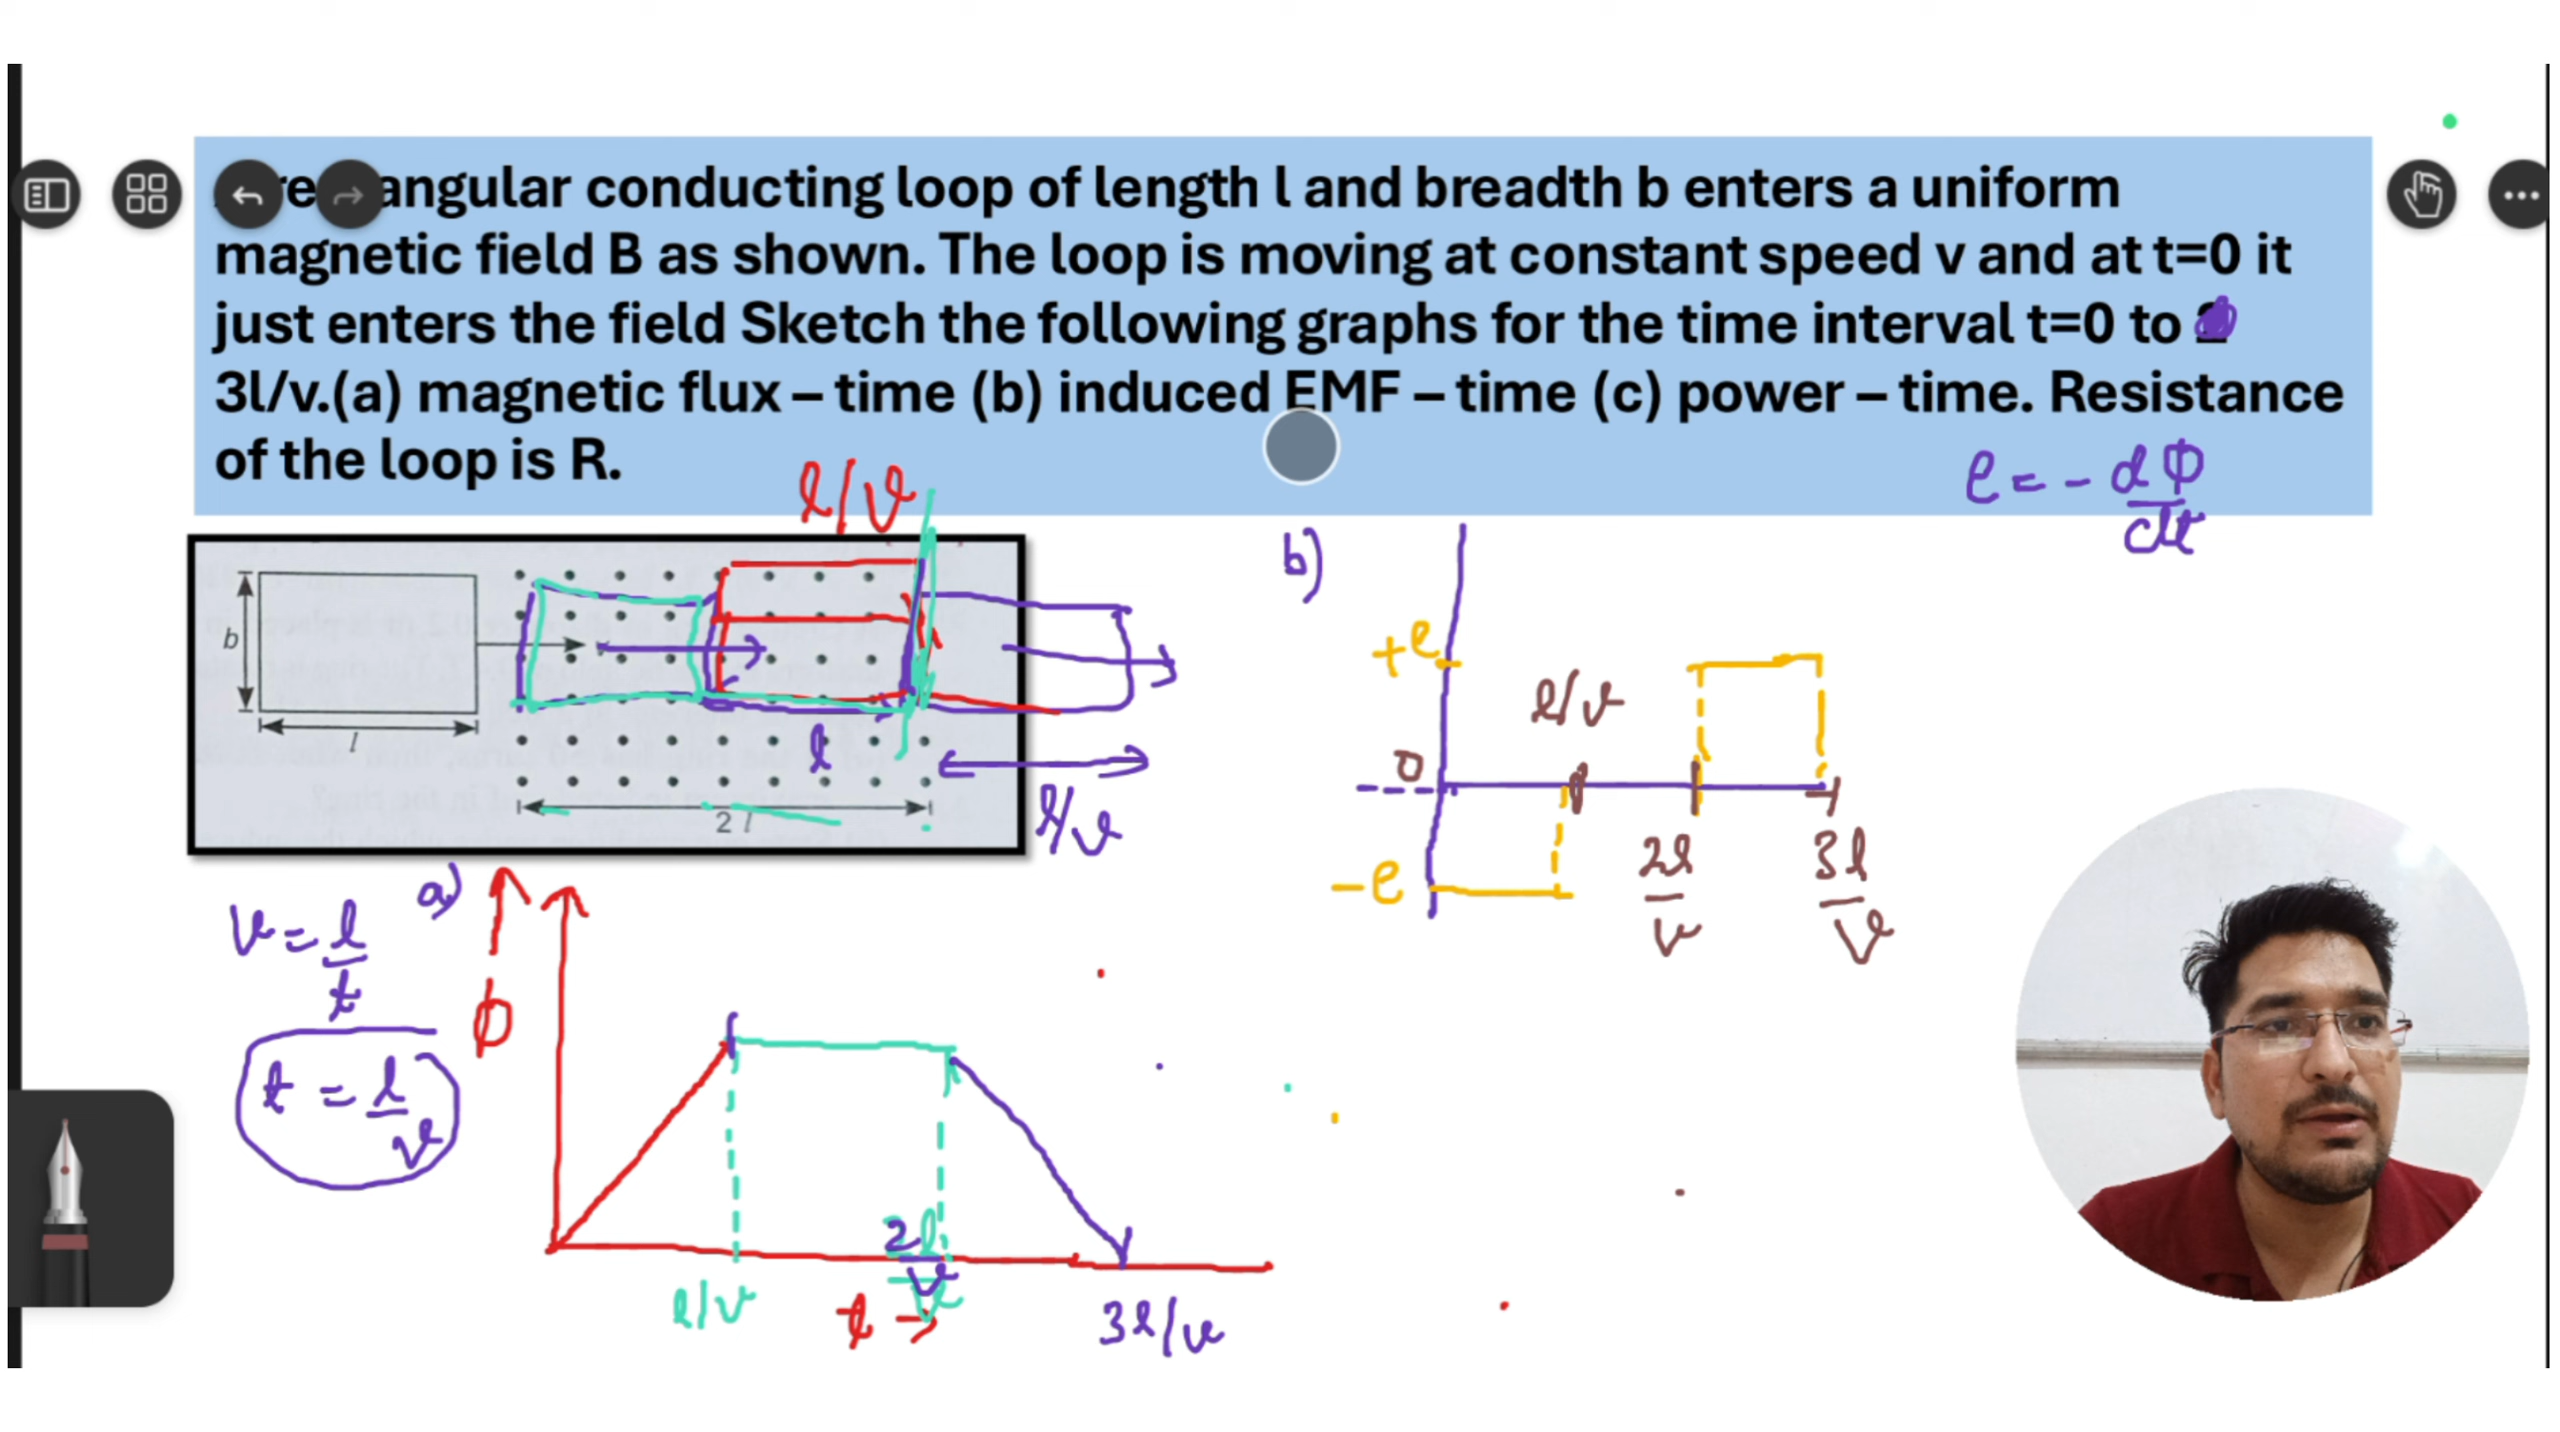 rectangular conducting loop of length l and breadth b enters a uniform
magnetic field B as shown. The loop is moving at constant speed v and at t=0 it
just enters the field Sketch the following graphs for the time interval t=0 to
3l/v.(a) magnetic flux – time (b) induced EMF – time (c) power – time. Resistance
of the loop is R.
e = - dΦ/dt
l/v
b
l
v
l
2 l
l/v
b)
+e
0
l/v
-e
2l/v
3l/v
v = l/t
t = l/v
a)
ϕ
l/v
2l/v
t →
3l/v